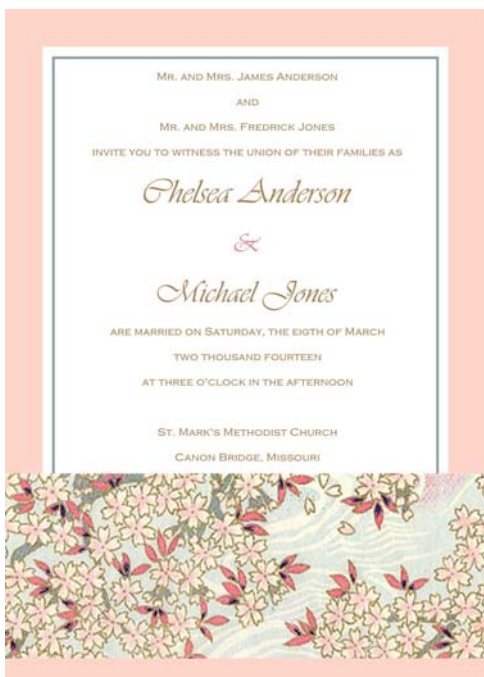 Mr. and Mrs. James Anderson
and
Mr. and Mrs. Fredrick Jones
invite you to witness the union of their families as
Chelsea Anderson
&
Michael Jones
are married on Saturday, the eigth of March
two thousand fourteen
at three o'clock in the afternoon
St. Mark's Methodist Church
Canon Bridge, Missouri